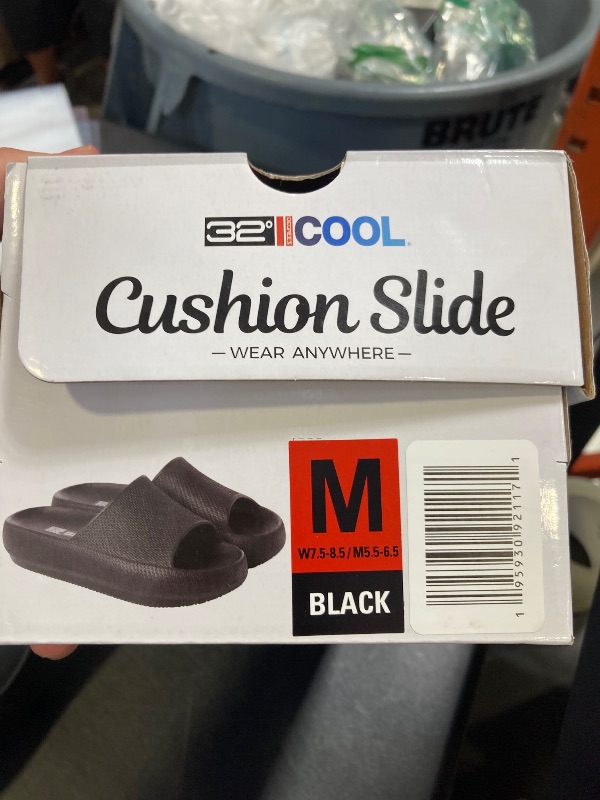 BRUTE
32° DEGREES COOL
Cushion Slide
— WEAR ANYWHERE —
M
W7.5-8.5 / M5.5-6.5
BLACK
1 95930 92117 1